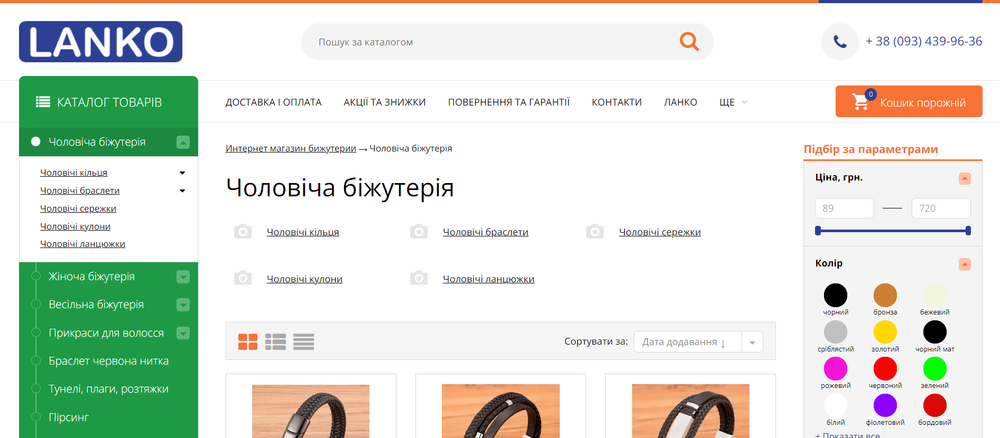 LANKO
Пошук за каталогом
+ 38 (093) 439-96-36
КАТАЛОГ ТОВАРІВ
ДОСТАВКА І ОПЛАТА
АКЦІЇ ТА ЗНИЖКИ
ПОВЕРНЕННЯ ТА ГАРАНТІЇ
КОНТАКТИ
ЛАНКО
ЩЕ
0
Кошик порожній
Чоловіча біжутерія
Чоловічі кільця
Чоловічі браслети
Чоловічі сережки
Чоловічі кулони
Чоловічі ланцюжки
Жіноча біжутерія
Весільна біжутерія
Прикраси для волосся
Браслет червона нитка
Тунелі, плаги, розтяжки
Пірсинг
Интернет магазин бижутерии → Чоловіча біжутерія
Чоловіча біжутерія
Чоловічі кільця
Чоловічі браслети
Чоловічі сережки
Чоловічі кулони
Чоловічі ланцюжки
Сортувати за:
Дата додавання ↓
Підбір за параметрами
Ціна, грн.
89
720
Колір
чорний
бронза
бежевий
сріблястий
золотий
чорний мат
рожевий
червоний
зелений
білий
фіолетовий
бордовий
+ Показати все